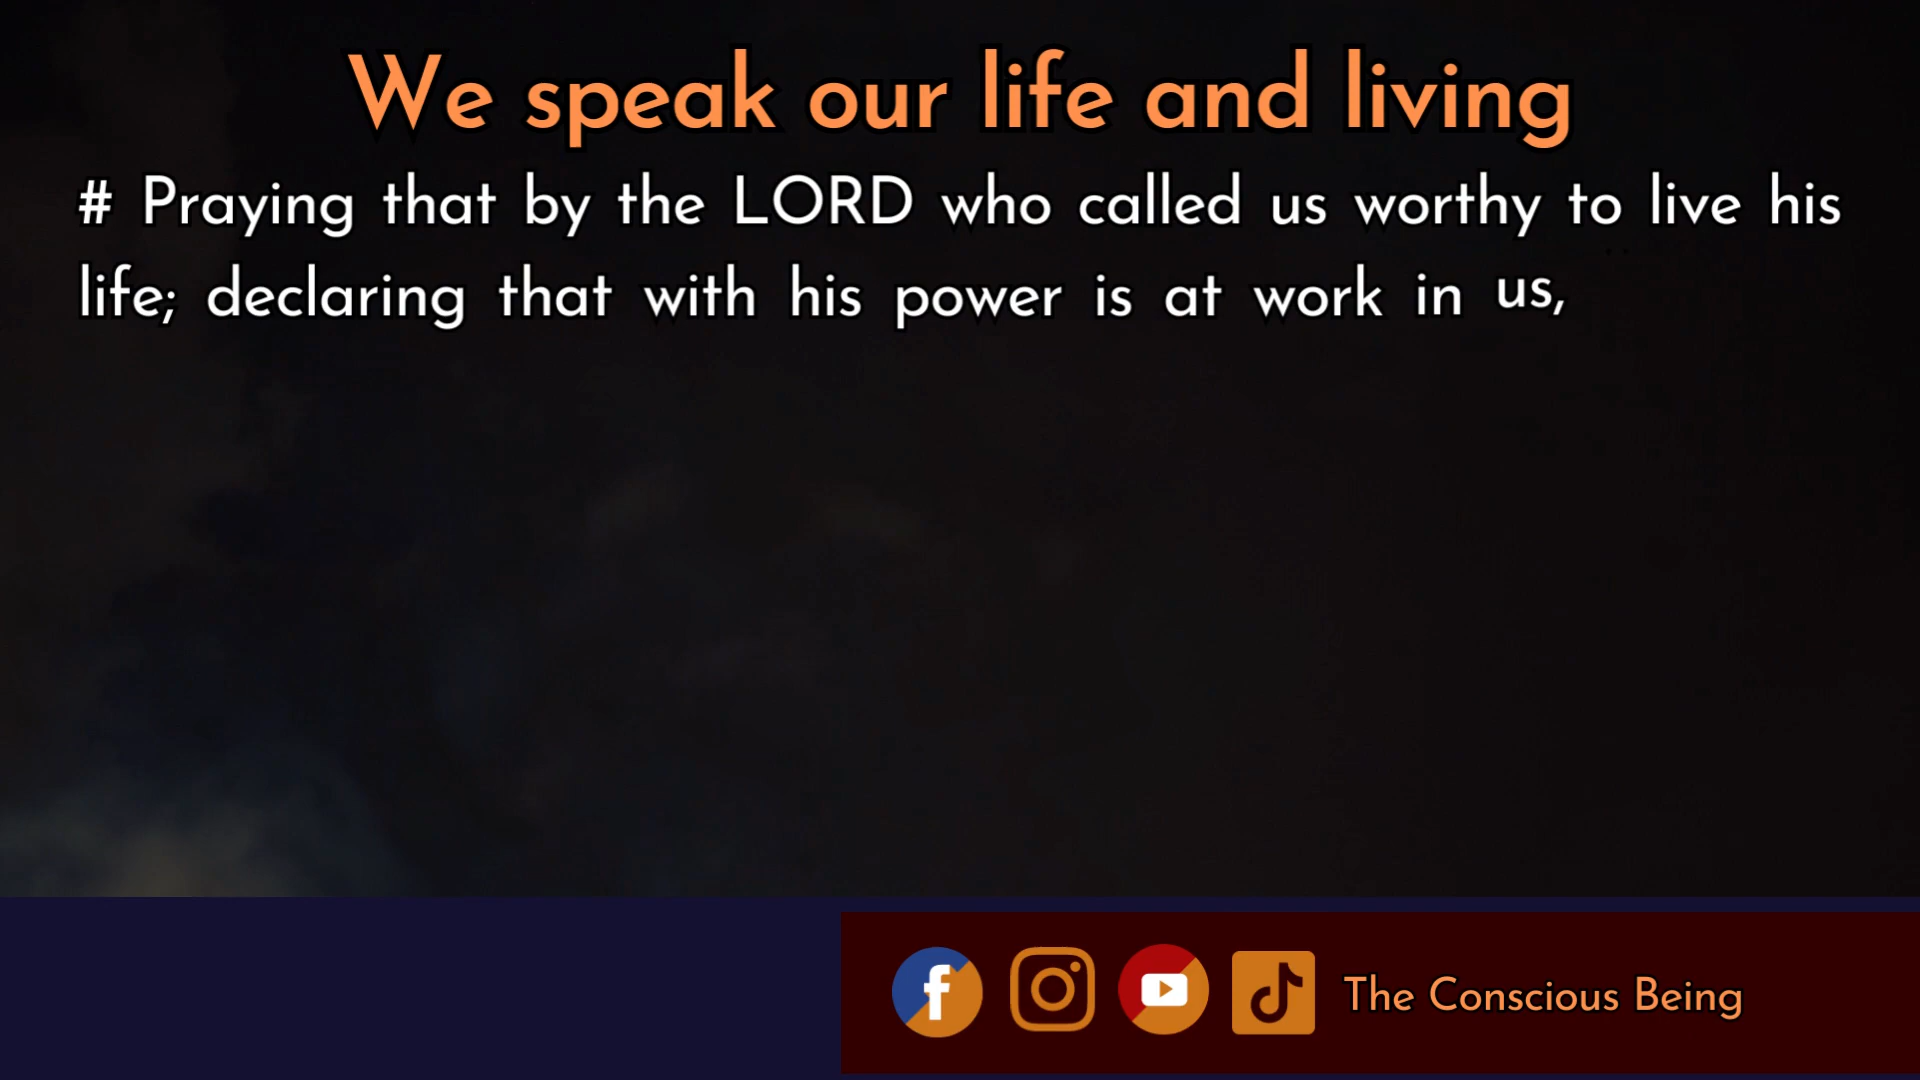 We speak our life and living
# Praying that by the LORD who called us worthy to live his
life; declaring that with his power is at work in us,
The Conscious Being